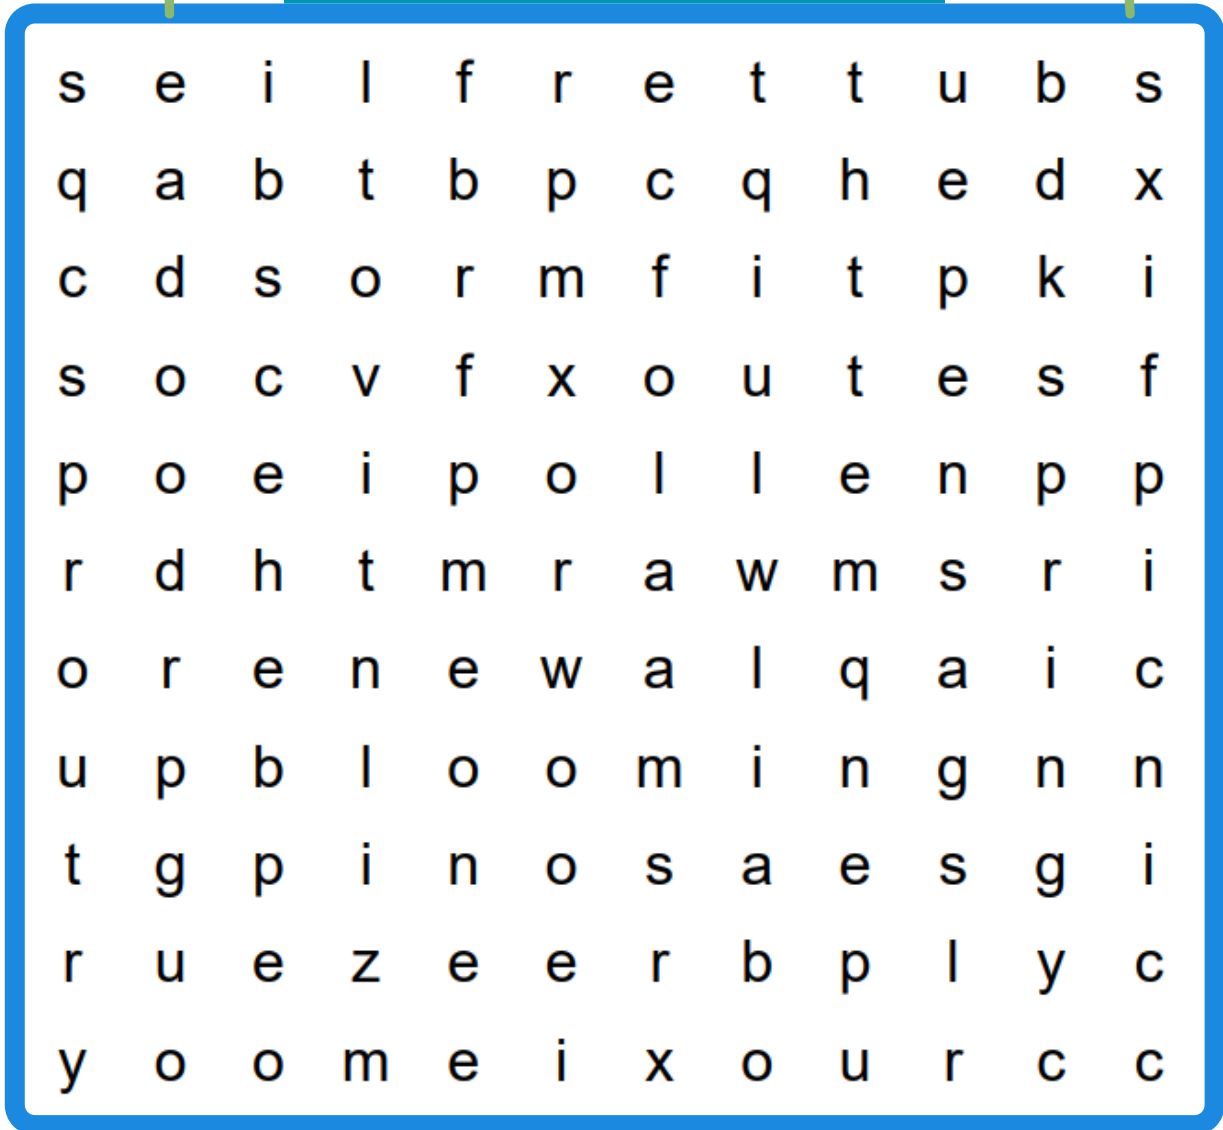 s e i l f r e t t u b s
q a b t b p c q h e d x
c d s o r m f i t p k i
s o c v f x o u t e s f
p o e i p o l l e n p p
r d h t m r a w m s r i
o r e n e w a l q a i c
u p b l o o m i n g n n
t g p i n o s a e s g i
r u e z e e r b p l y c
y o o m e i x o u r c c